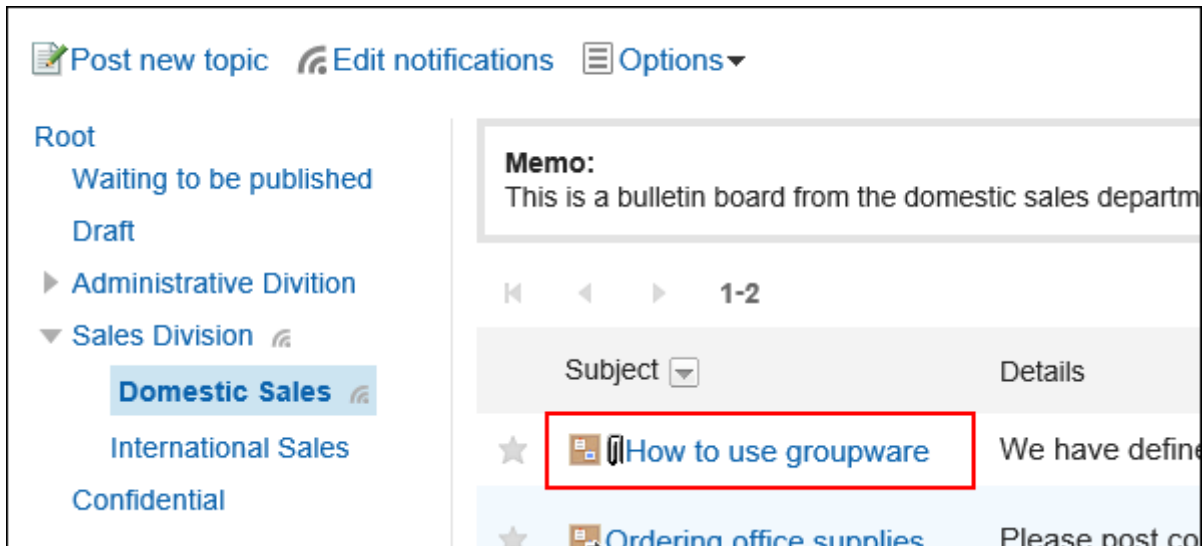 Post new topic Edit notifications Options
Root
Waiting to be published
Draft
Administrative Divition
Sales Division
Domestic Sales
International Sales
Confidential
Memo:
This is a bulletin board from the domestic sales departm
1-2
Subject Details
How to use groupware We have define
Ordering office supplies Please post co